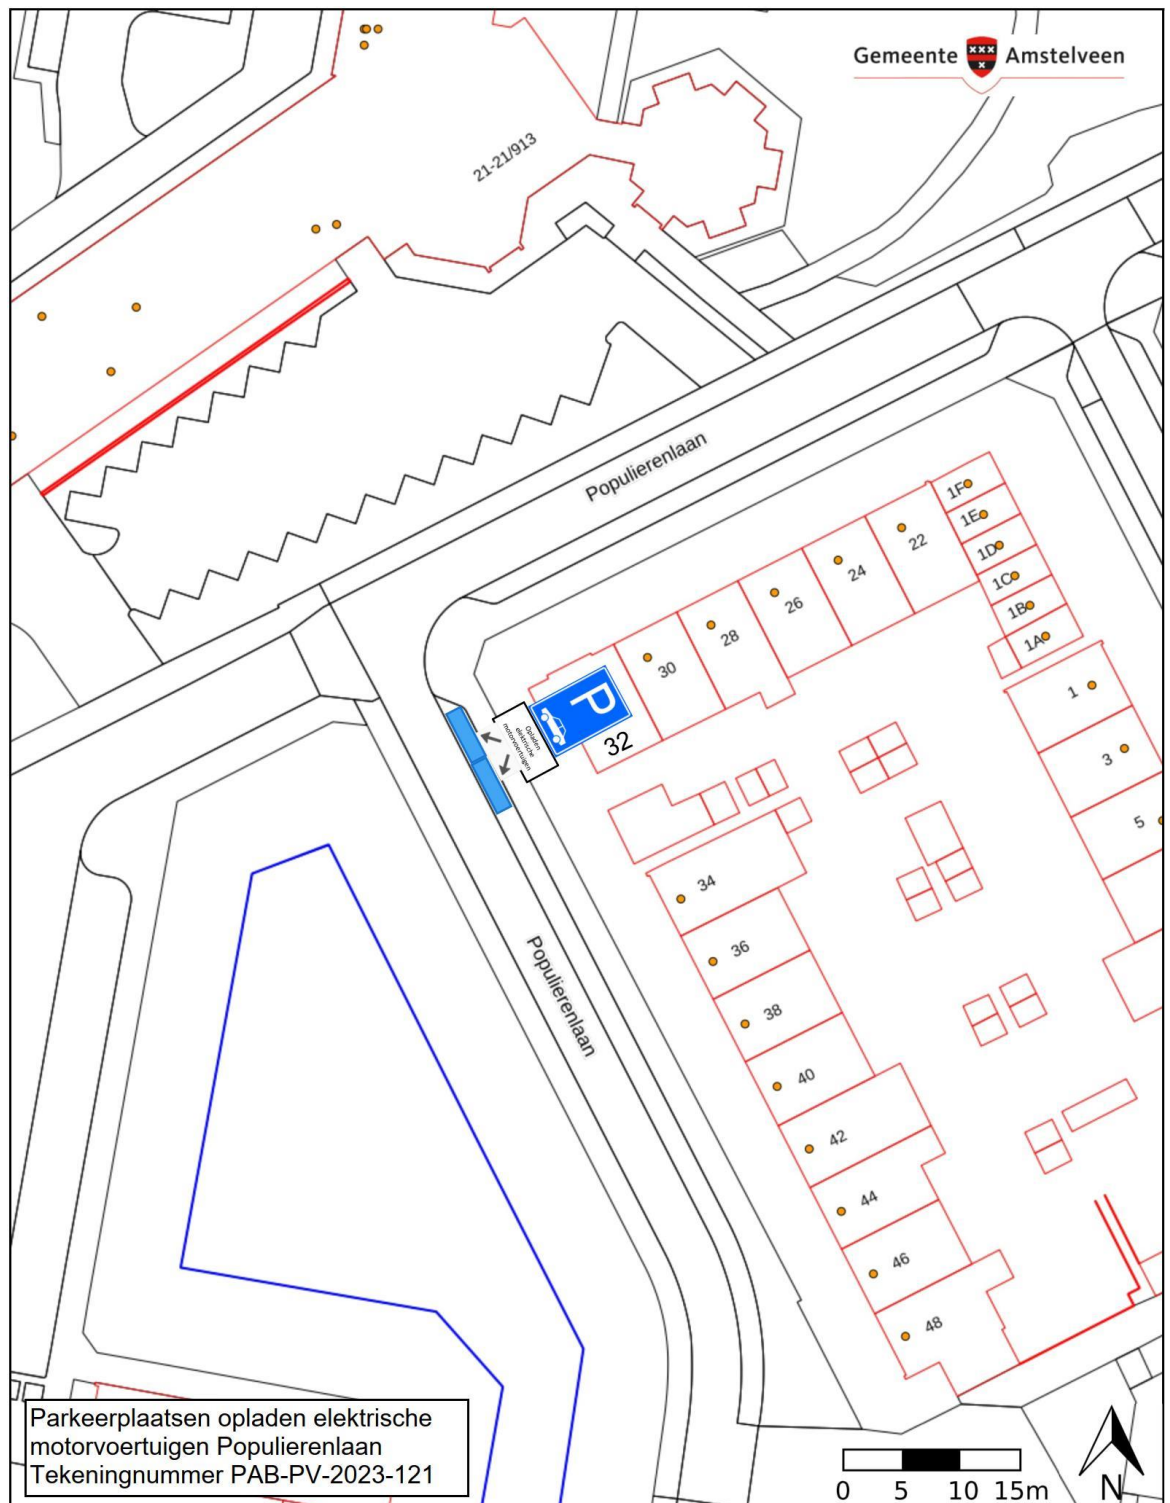 Gemeente Amstelveen
21-21/913
Populierenlaan
1F
1E
1D
1C
1B
1A
22
24
26
28
30
32
P
Opladen
elektrische
motorvoertuigen
1
3
5
34
36
38
40
42
44
46
48
Populierenlaan
Parkeerplaatsen opladen elektrische
motorvoertuigen Populierenlaan
Tekeningnummer PAB-PV-2023-121
0 5 10 15m
N